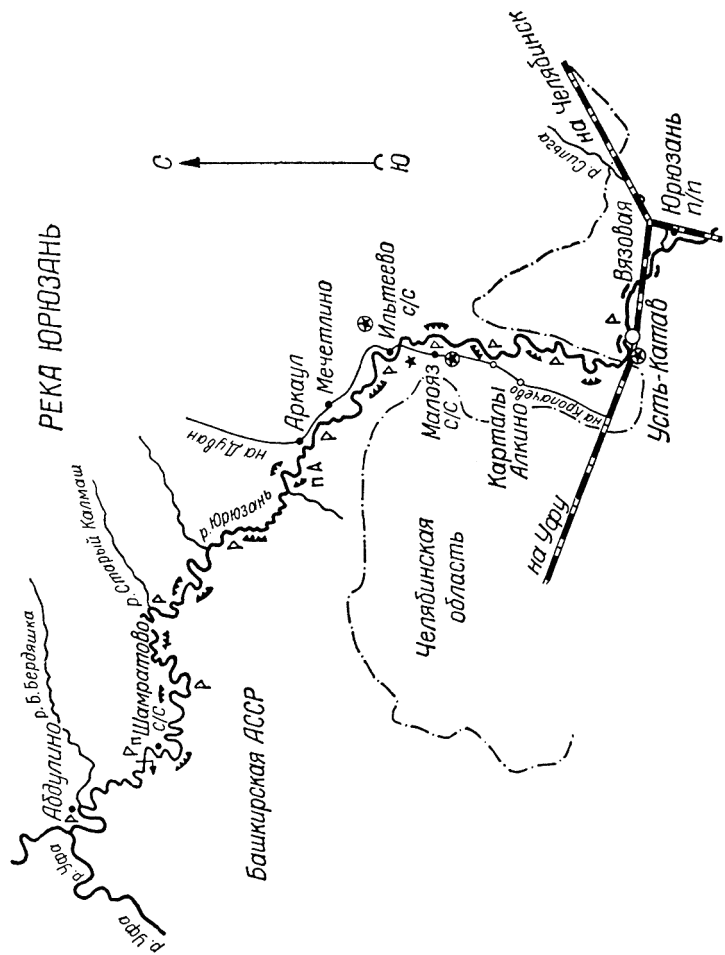 РЕКА ЮРЮЗАНЬ
С
Ю
на Челябинск
р. Сильга
Юрюзань
п/п
Вязовая
Усть-Катав
на Уфу
на Кропачево
Алкино
Карталы
Малояз
с/с
Ильтеево
с/с
Мечетлино
Аркаул
на Дуван
п А
р. Юрюзань
р. Старый Калмаш
Шамратово
с/с
п
р. Б. Бердяшка
Абдулино
р. Уфа
р. Уфа
Башкирская АССР
Челябинская
область